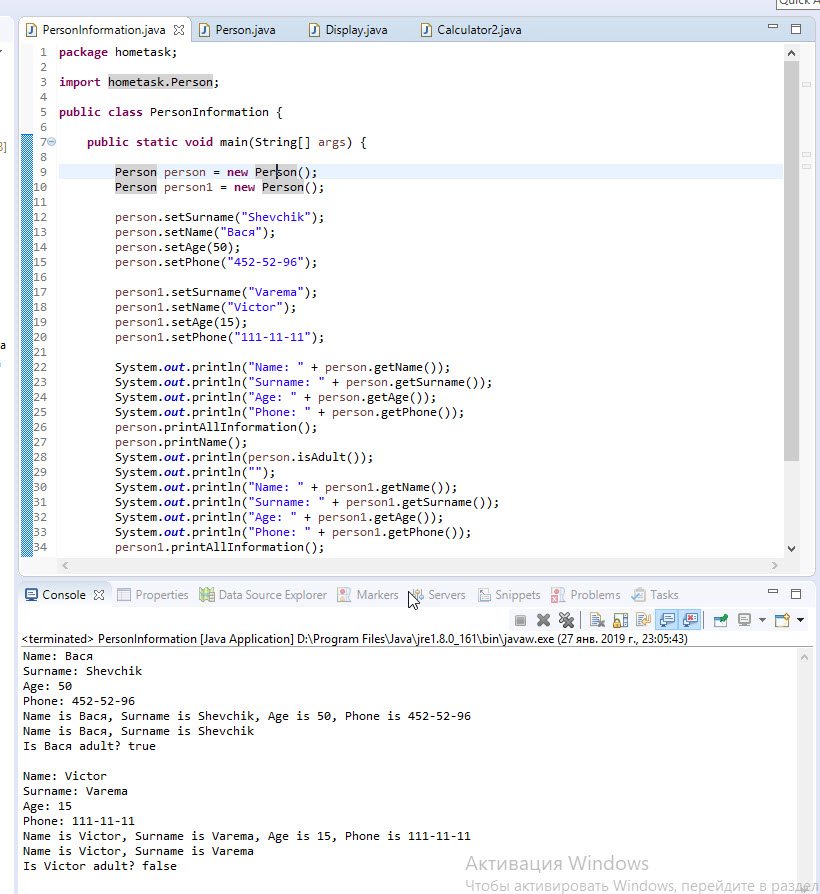 Quick A
PersonInformation.java Person.java Display.java Calculator2.java
1 package hometask;
2
3 import hometask.Person;
4
5 public class PersonInformation {
6
7 public static void main(String[] args) {
8
9 Person person = new Person();
10 Person person1 = new Person();
11
12 person.setSurname("Shevchik");
13 person.setName("Вася");
14 person.setAge(50);
15 person.setPhone("452-52-96");
16
17 person1.setSurname("Varema");
18 person1.setName("Victor");
19 person1.setAge(15);
20 person1.setPhone("111-11-11");
21
22 System.out.println("Name: " + person.getName());
23 System.out.println("Surname: " + person.getSurname());
24 System.out.println("Age: " + person.getAge());
25 System.out.println("Phone: " + person.getPhone());
26 person.printAllInformation();
27 person.printName();
28 System.out.println(person.isAdult());
29 System.out.println("");
30 System.out.println("Name: " + person1.getName());
31 System.out.println("Surname: " + person1.getSurname());
32 System.out.println("Age: " + person1.getAge());
33 System.out.println("Phone: " + person1.getPhone());
34 person1.printAllInformation();
Console Properties Data Source Explorer Markers Servers Snippets Problems Tasks
<terminated> PersonInformation [Java Application] D:\Program Files\Java\jre1.8.0_161\bin\javaw.exe (27 янв. 2019 г., 23:05:43)
Name: Вася
Surname: Shevchik
Age: 50
Phone: 452-52-96
Name is Вася, Surname is Shevchik, Age is 50, Phone is 452-52-96
Name is Вася, Surname is Shevchik
Is Вася adult? true

Name: Victor
Surname: Varema
Age: 15
Phone: 111-11-11
Name is Victor, Surname is Varema, Age is 15, Phone is 111-11-11
Name is Victor, Surname is Varema
Is Victor adult? false
Активация Windows
Чтобы активировать Windows, перейдите в раздел